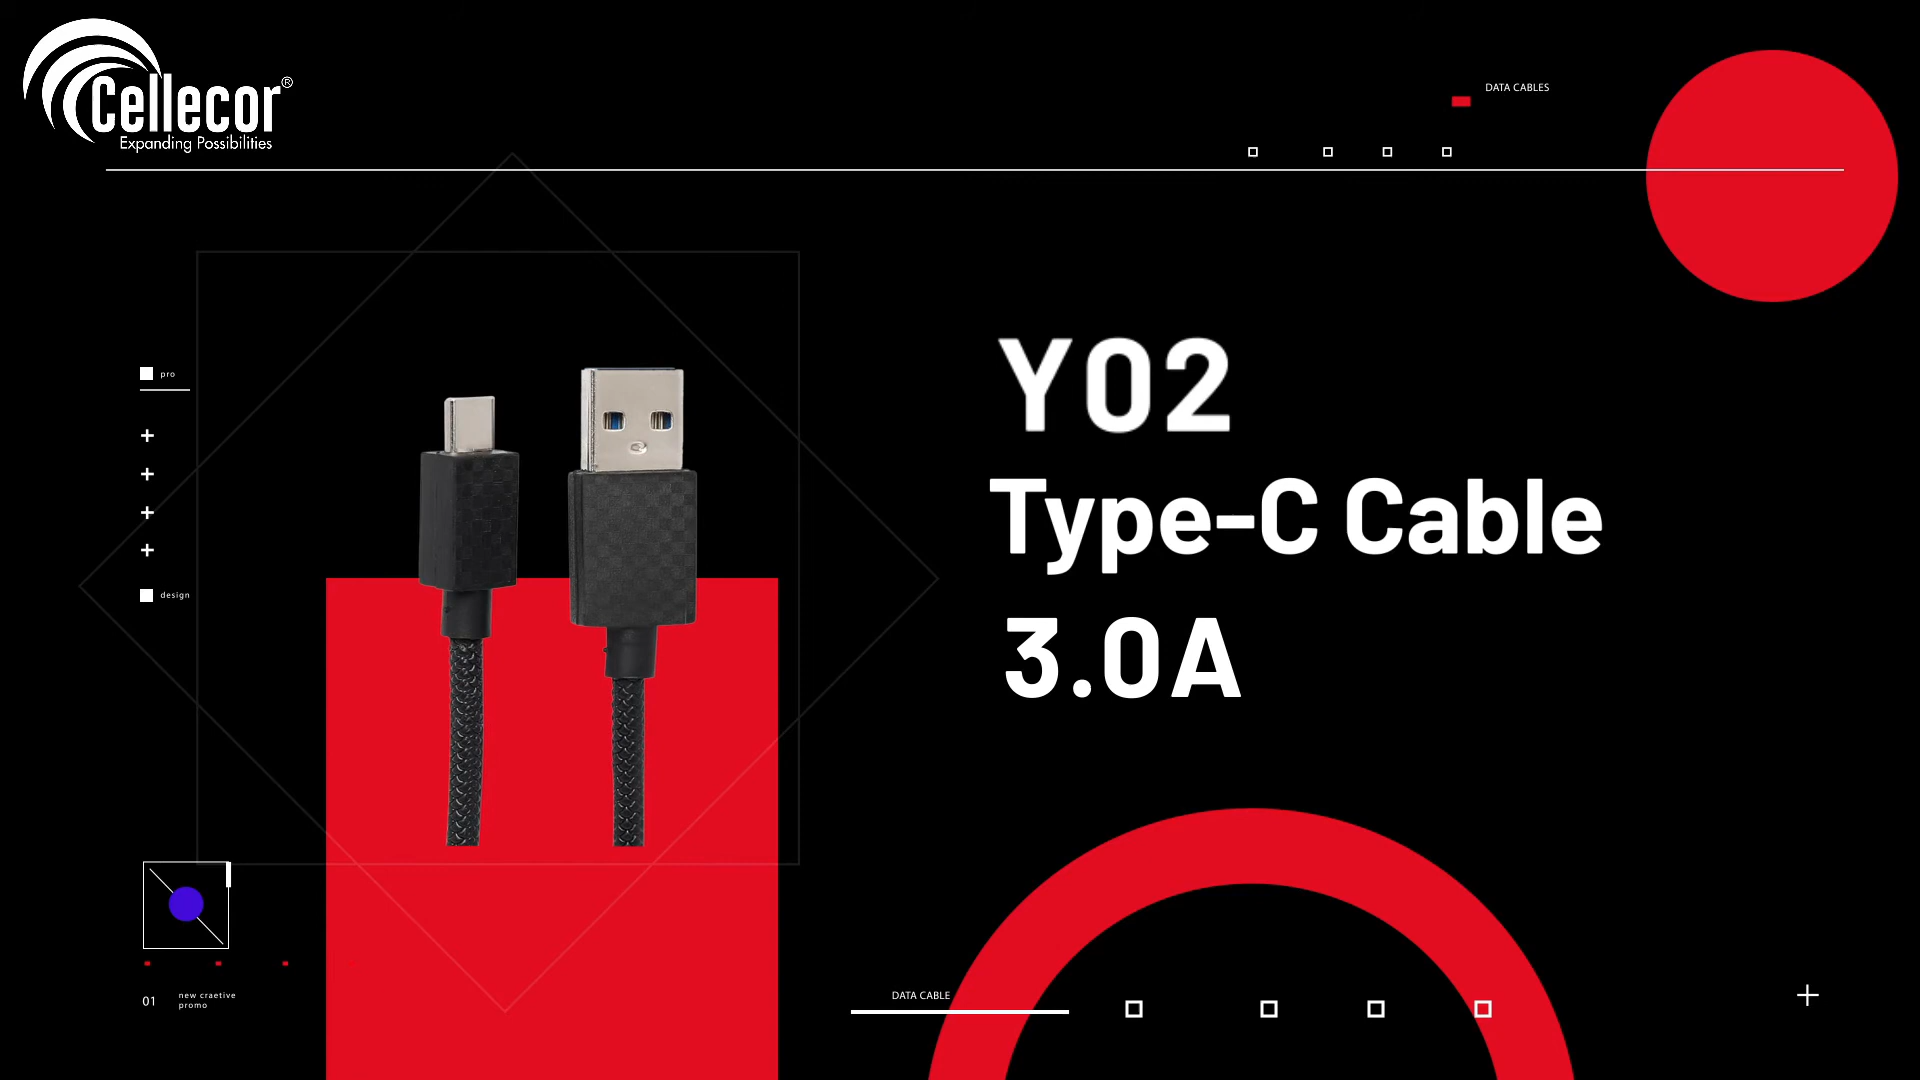 Cellecor®
Expanding Possibilities
DATA CABLES
pro
design
Y02
Type-C Cable
3.0A
01
new craetive
promo
DATA CABLE